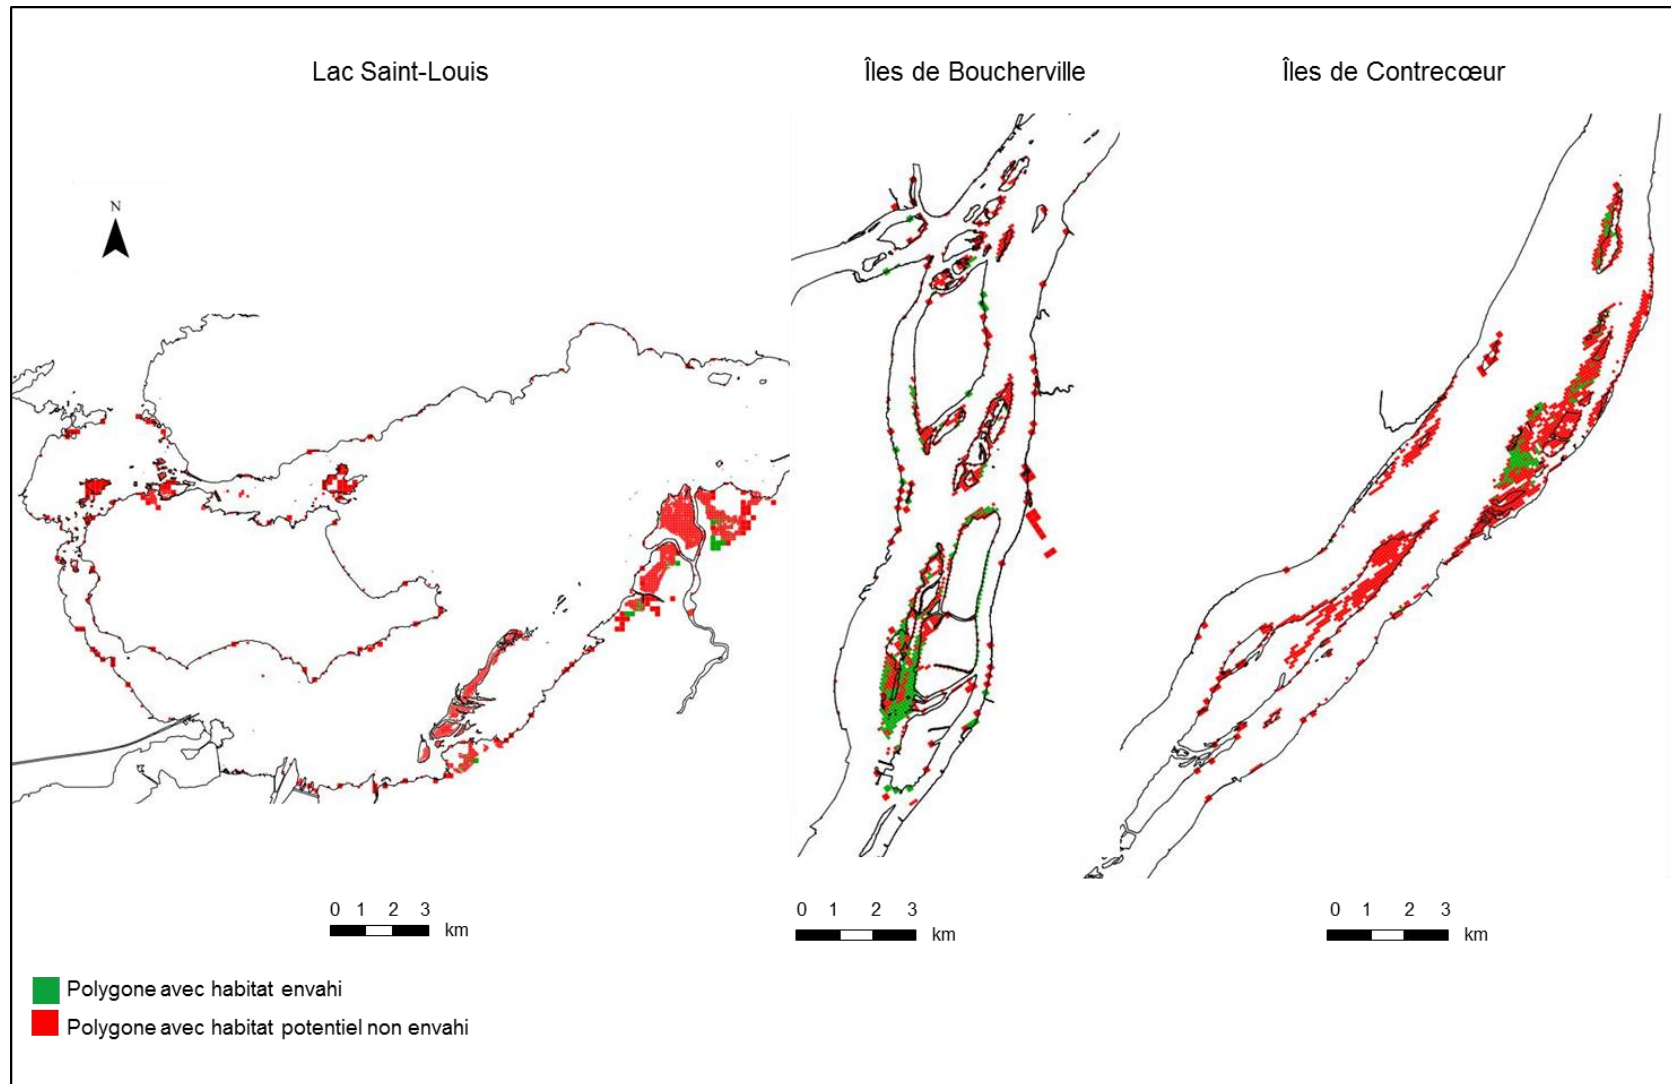 Lac Saint-Louis
Îles de Boucherville
Îles de Contrecœur
N
0 1 2 3
km
0 1 2 3
km
0 1 2 3
km
Polygone avec habitat envahi
Polygone avec habitat potentiel non envahi